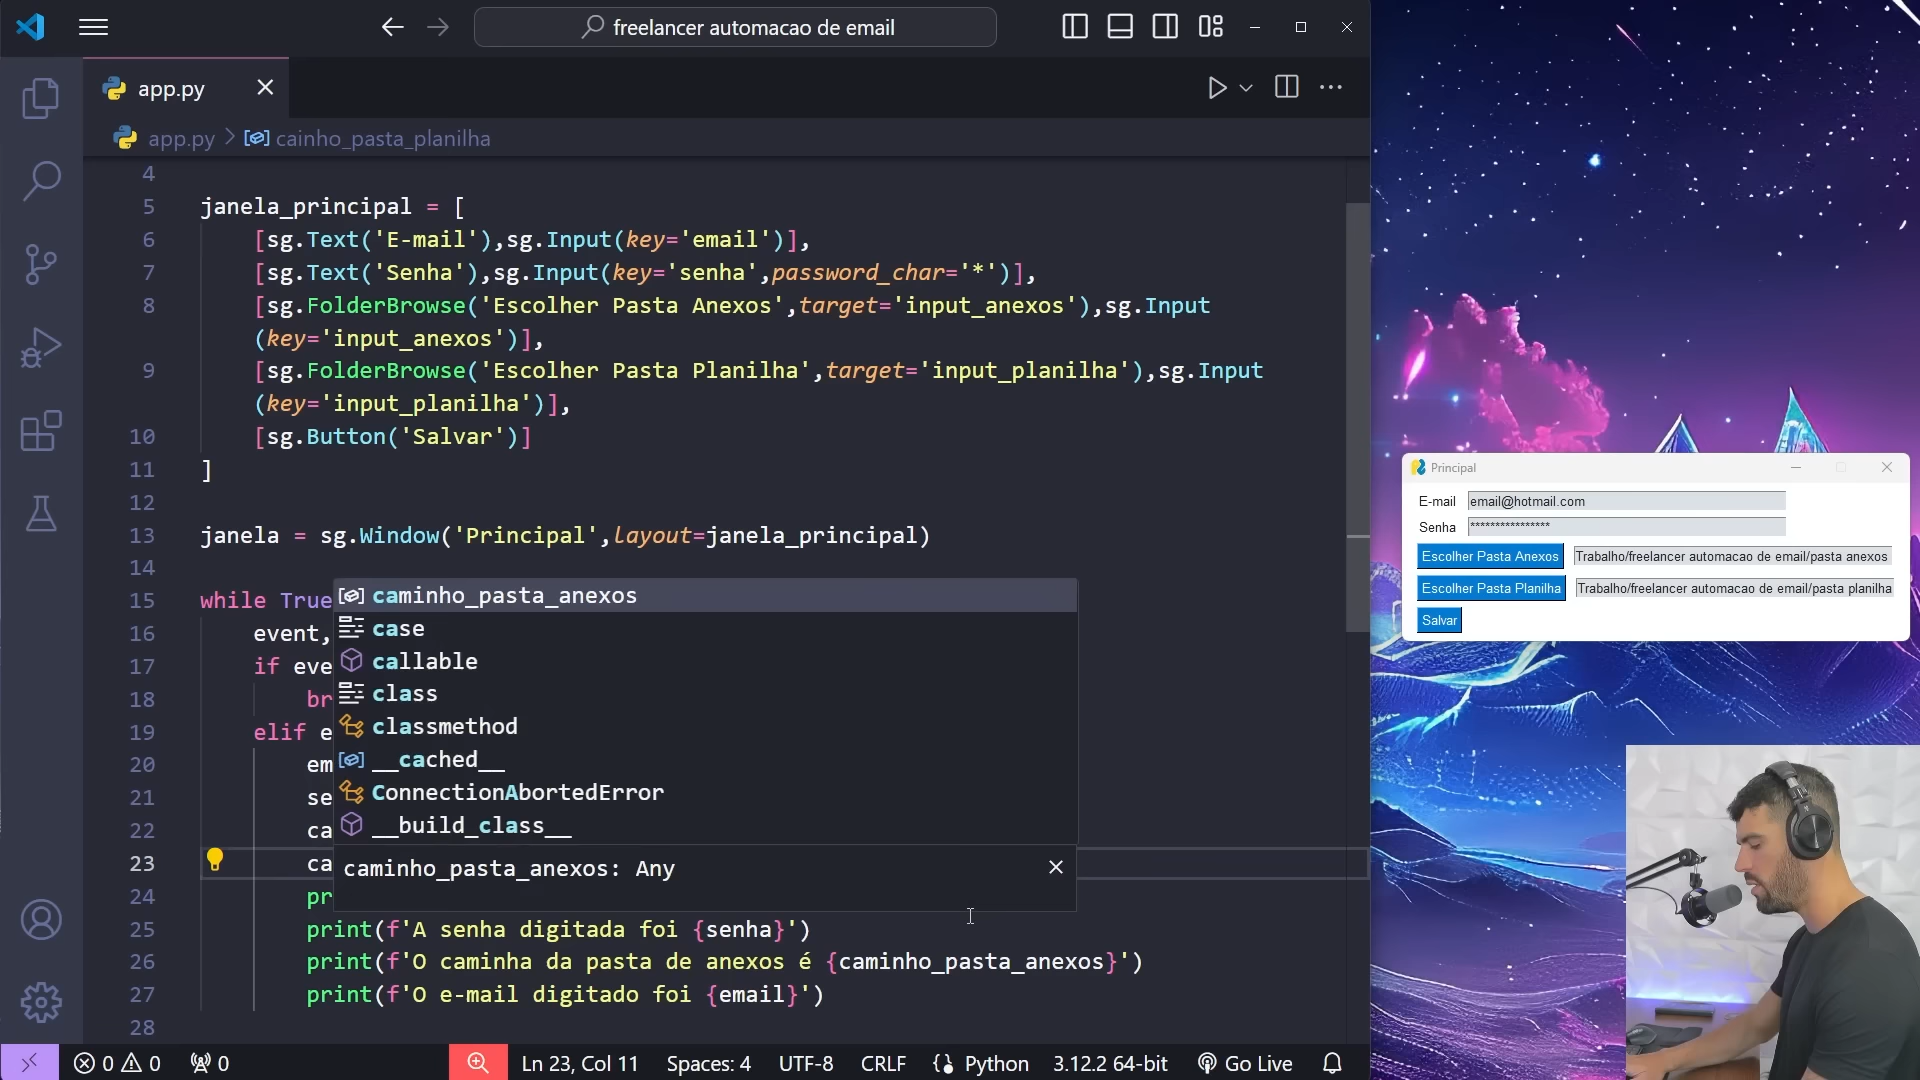 freelancer automacao de email
app.py
app.py > cainho_pasta_planilha
4
5 janela_principal = [
6 [sg.Text('E-mail'),sg.Input(key='email')],
7 [sg.Text('Senha'),sg.Input(key='senha',password_char='*')],
8 [sg.FolderBrowse('Escolher Pasta Anexos',target='input_anexos'),sg.Input
(key='input_anexos')],
9 [sg.FolderBrowse('Escolher Pasta Planilha',target='input_planilha'),sg.Input
(key='input_planilha')],
10 [sg.Button('Salvar')]
11 ]
12
13 janela = sg.Window('Principal',layout=janela_principal)
14
15 while True
16 event,
17 if eve
18 br
19 elif e
20 em
21 se
22 ca
23 ca
24 pr
25 print(f'A senha digitada foi {senha}')
26 print(f'O caminha da pasta de anexos é {caminho_pasta_anexos}')
27 print(f'O e-mail digitado foi {email}')
28
caminho_pasta_anexos
case
callable
class
classmethod
__cached__
ConnectionAbortedError
__build_class__
caminho_pasta_anexos: Any
0 0 0 Ln 23, Col 11 Spaces: 4 UTF-8 CRLF Python 3.12.2 64-bit Go Live
Principal
E-mail email@hotmail.com
Senha ****************
Escolher Pasta Anexos Trabalho/freelancer automacao de email/pasta anexos
Escolher Pasta Planilha Trabalho/freelancer automacao de email/pasta planilha
Salvar